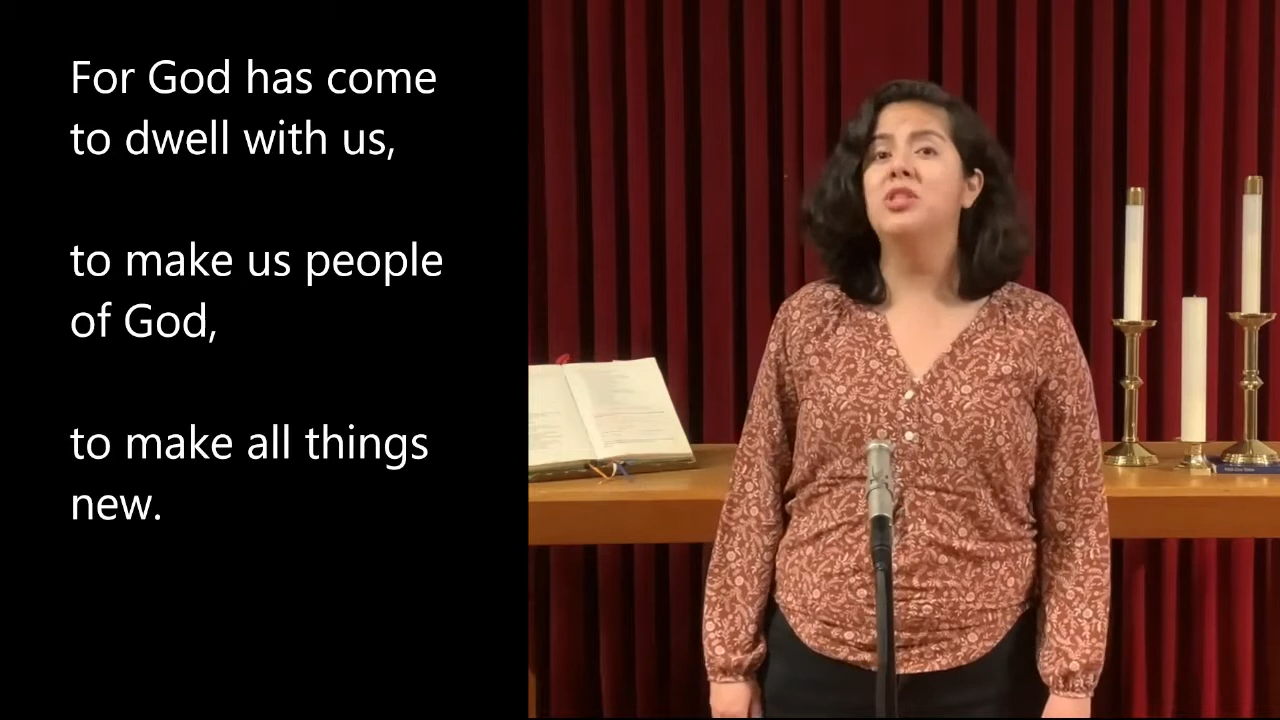 For God has come
to dwell with us,
to make us people
of God,
to make all things
new.